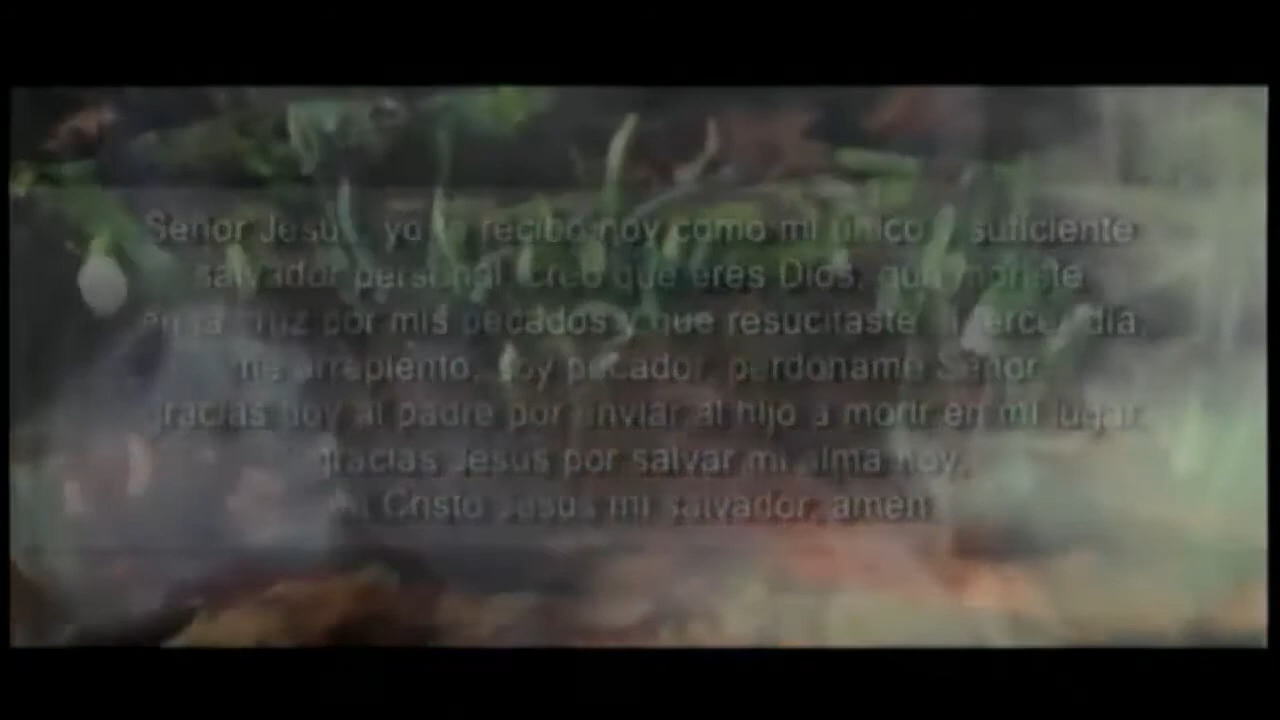 Señor Jesus yo te recibo hoy como mi único y suficiente
salvador personal creo que eres Dios, que moriste
en la cruz por mis pecados y que resucitaste al tercer día
me arrepiento, soy pecador, perdoname Señor
gracias doy al padre por enviar al hijo a morir en mi lugar.
gracias Jesus por salvar mi alma hoy,
Cristo Jesus mi salvador, amen